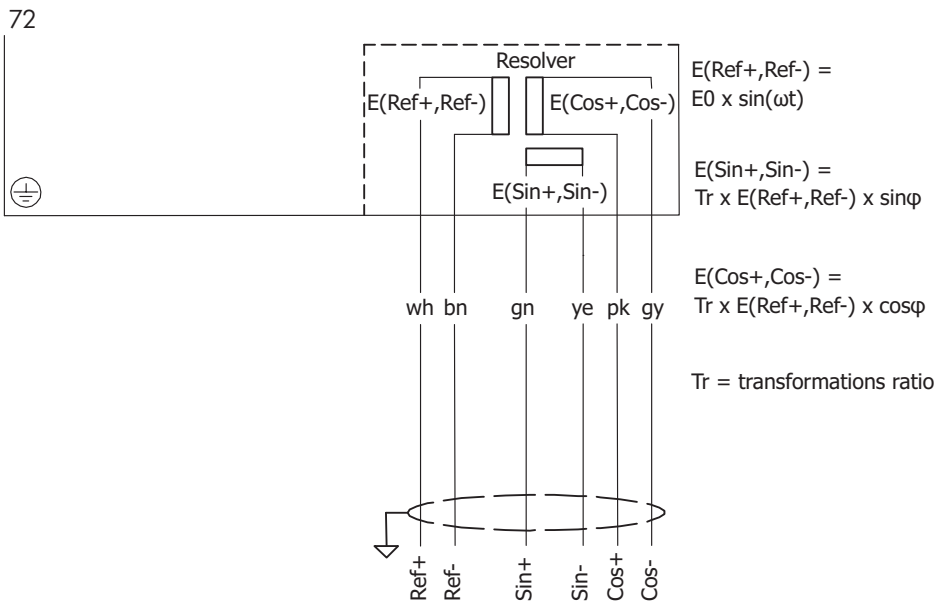 72
Resolver
E(Ref+,Ref-)
E(Cos+,Cos-)
E(Sin+,Sin-)
E(Ref+,Ref-) =
E0 x sin(ωt)
E(Sin+,Sin-) =
Tr x E(Ref+,Ref-) x sinφ
E(Cos+,Cos-) =
Tr x E(Ref+,Ref-) x cosφ
Tr = transformations ratio
wh bn gn ye pk gy
Ref+
Ref-
Sin+
Sin-
Cos+
Cos-